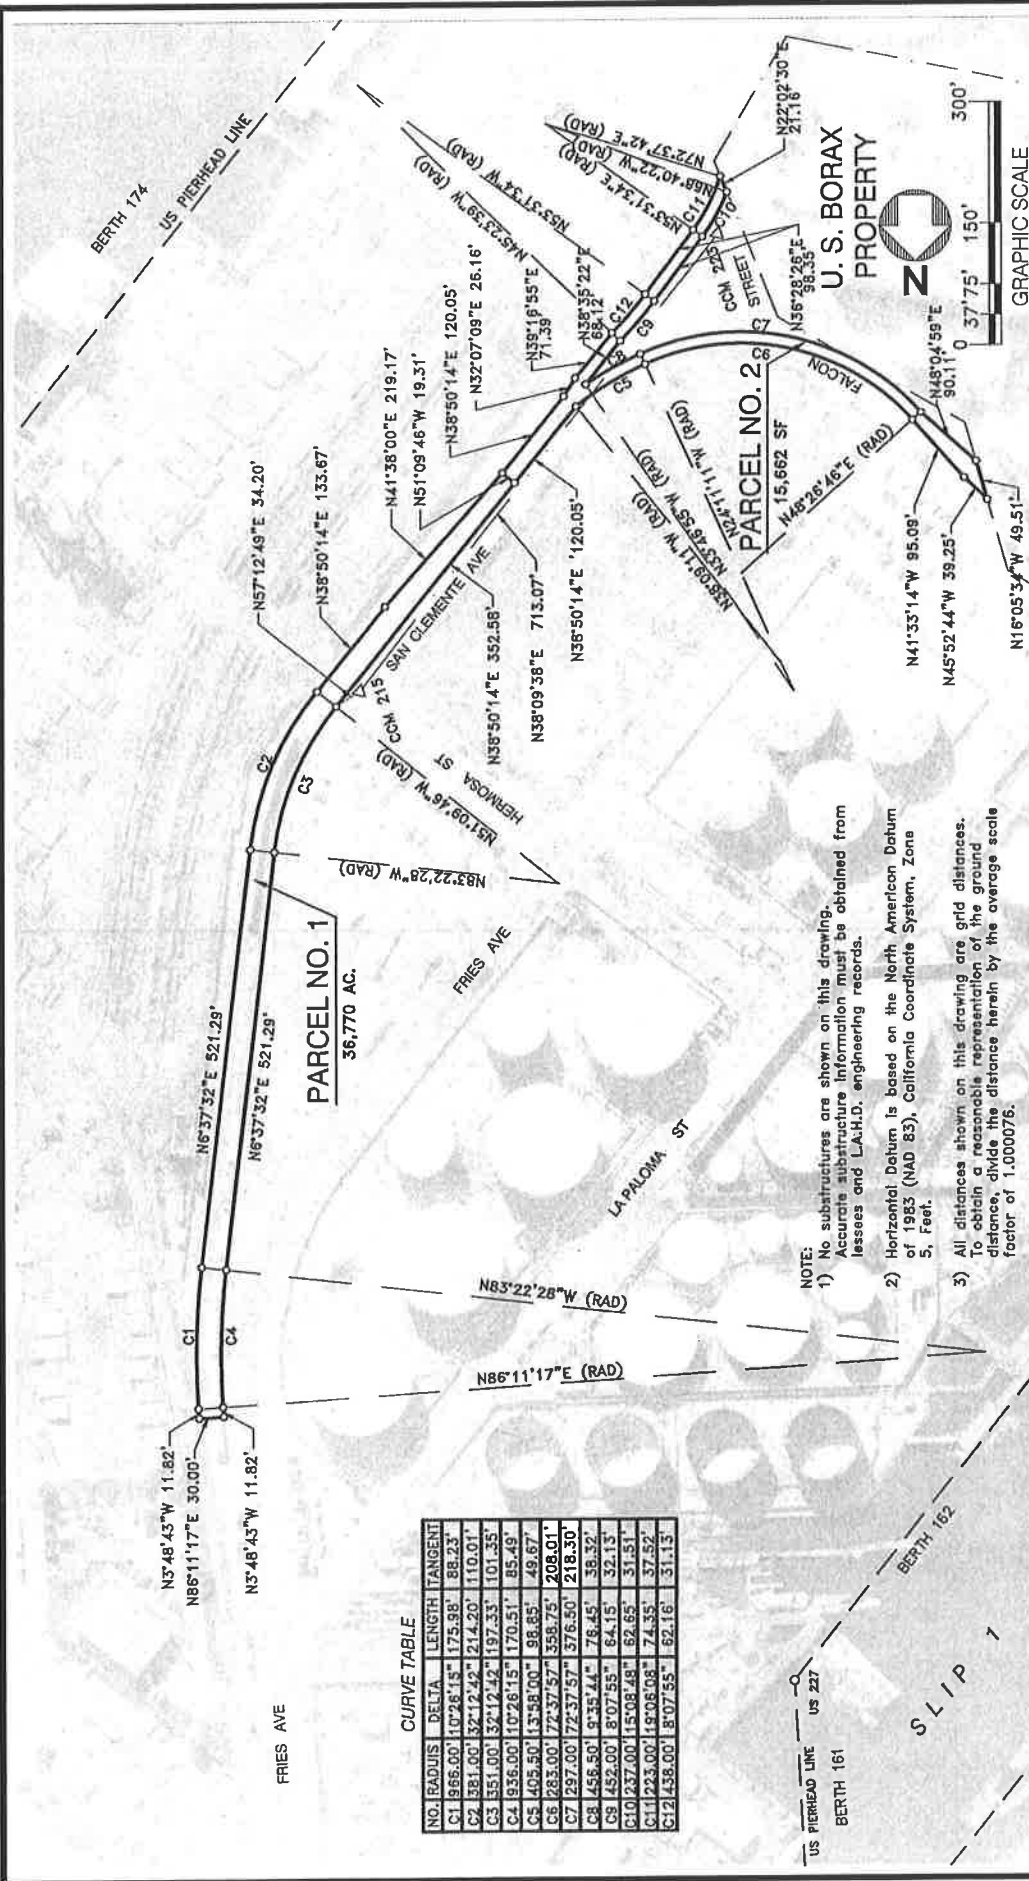 BERTH 174
US PIERHEAD LINE
N3°48'43"W 11.82'
N86°11'17"E 30.00'
N3°48'43"W 11.82'
C1
C4
N6°37'32"E 521.29'
N6°37'32"E 521.29'
PARCEL NO. 1
36,770 AC.
C2
C3
N57°12'49"E 34.20'
N38°50'14"E 133.67'
N41°38'00"E 219.17'
N51°09'46"W 19.31'
N38°50'14"E 120.05'
N32°07'09"E 26.16'
N39°16'55"E
71.39'
N38°35'22"E
68.12'
N45°23'39"W (RAD)
N53°31'34"W (RAD)
N53°31'34"E (RAD)
N68°40'22"W (RAD)
N72°37'42"E (RAD)
N22°02'30"E
21.16'
C5
C8
C9
C12
C11
C10
CCM 225
N36°28'26"E
98.35'
U. S. BORAX
PROPERTY
N
FALCON
STREET
C7
C6
PARCEL NO. 2
15,662 SF
N48°04'59"E
90.11'
N48°26'46"E (RAD)
N24°11'11"W (RAD)
N33°46'55"W (RAD)
N38°09'11"W (RAD)
N41°33'14"W 95.09'
N45°52'44"W 39.25'
N16°05'34"W 49.51'
CCM 215
SAN CLEMENTE AVE
N38°50'14"E 352.58'
N38°09'38"E 713.07'
N38°50'14"E 120.05'
HERMOSA ST
N51°09'46"W (RAD)
N83°22'28"W (RAD)
FRIES AVE
LA PALOMA ST
N83°22'28"W (RAD)
N86°11'17"E (RAD)
FRIES AVE
0 37' 75' 150' 300'
GRAPHIC SCALE
NOTE:
1) No substructures are shown on this drawing.
Accurate substructure information must be obtained from
lessees and L.A.H.D. engineering records.
2) Horizontal Datum is based on the North American Datum
of 1983 (NAD 83), California Coordinate System, Zone
5, Feet.
3) All distances shown on this drawing are grid distances.
To obtain a reasonable representation of the ground
distance, divide the distance herein by the average scale
factor of 1.000076.
CURVE TABLE
NO. RADUIS DELTA LENGTH TANGENT
C1 966.00' 10°26'15" 175.98' 88.23'
C2 381.00' 32°12'42" 214.20' 110.01'
C3 351.00' 32°12'42" 197.33' 101.35'
C4 936.00' 10°26'15" 170.51' 85.49'
C5 405.50' 13°58'00" 98.85' 49.67'
C6 283.00' 72°37'57" 358.75' 208.01'
C7 297.00' 72°37'57" 376.50' 218.30'
C8 456.50' 9°35'44" 76.45' 38.32'
C9 452.00' 8°07'55" 64.15' 32.13'
C10 237.00' 15°08'48" 62.65' 31.51'
C11 223.00' 19°06'08" 74.35' 37.52'
C12 438.00' 8°07'55" 62.16' 31.13'
US PIERHEAD LINE
US 227
BERTH 161
BERTH 162
SLIP 1